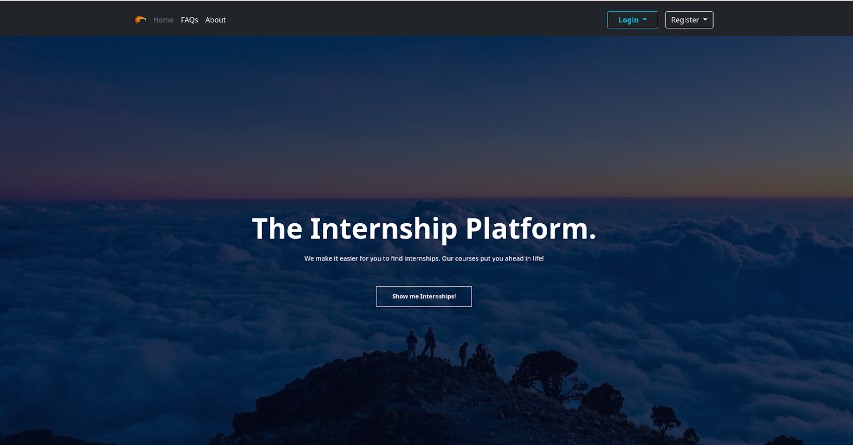 Home FAQs About Login Register
The Internship Platform.
We make it easier for you to find internships. Our courses put you ahead in life!
Show me Internships!